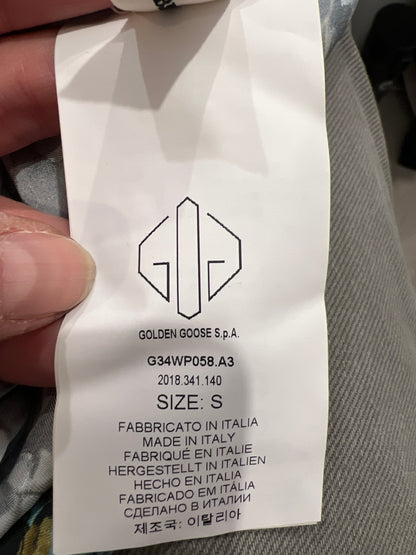 GOLDEN GOOSE S.p.A.
G34WP058.A3
2018.341.140
SIZE: S
FABBRICATO IN ITALIA
MADE IN ITALY
FABRIQUÉ EN ITALIE
HERGESTELLT IN ITALIEN
HECHO EN ITALIA
FABRICADO EM ITÁLIA
СДЕЛАНО В ИТАЛИИ
제조국: 이탈리아